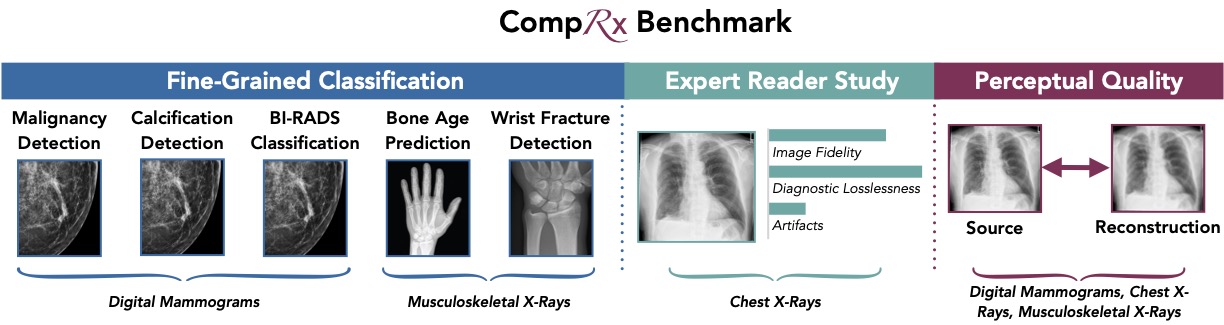 CompRx Benchmark
Fine-Grained Classification
Expert Reader Study
Perceptual Quality
Malignancy
Detection
Calcification
Detection
BI-RADS
Classification
Bone Age
Prediction
Wrist Fracture
Detection
Image Fidelity
Diagnostic Losslessness
Artifacts
Source
Reconstruction
Digital Mammograms
Musculoskeletal X-Rays
Chest X-Rays
Digital Mammograms, Chest X-
Rays, Musculoskeletal X-Rays